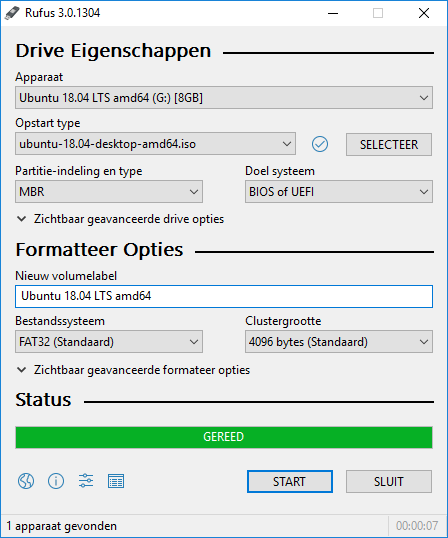 Rufus 3.0.1304
Drive Eigenschappen
Apparaat
Ubuntu 18.04 LTS amd64 (G:) [8GB]
Opstart type
ubuntu-18.04-desktop-amd64.iso
SELECTEER
Partitie-indeling en type
Doel systeem
MBR
BIOS of UEFI
Zichtbaar geavanceerde drive opties
Formatteer Opties
Nieuw volumelabel
Ubuntu 18.04 LTS amd64
Bestandssysteem
Clustergrootte
FAT32 (Standaard)
4096 bytes (Standaard)
Zichtbaar geavanceerde formateer opties
Status
GEREED
START
SLUIT
1 apparaat gevonden
00:00:07